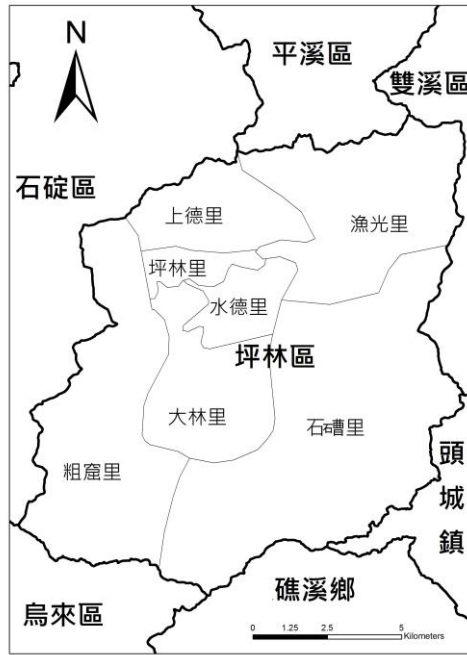 N
平溪區
雙溪區
石碇區
上德里
漁光里
坪林里
水德里
坪林區
大林里
石𥕢里
粗窟里
頭城鎮
礁溪鄉
烏來區
0 1.25 2.5 5
Kilometers